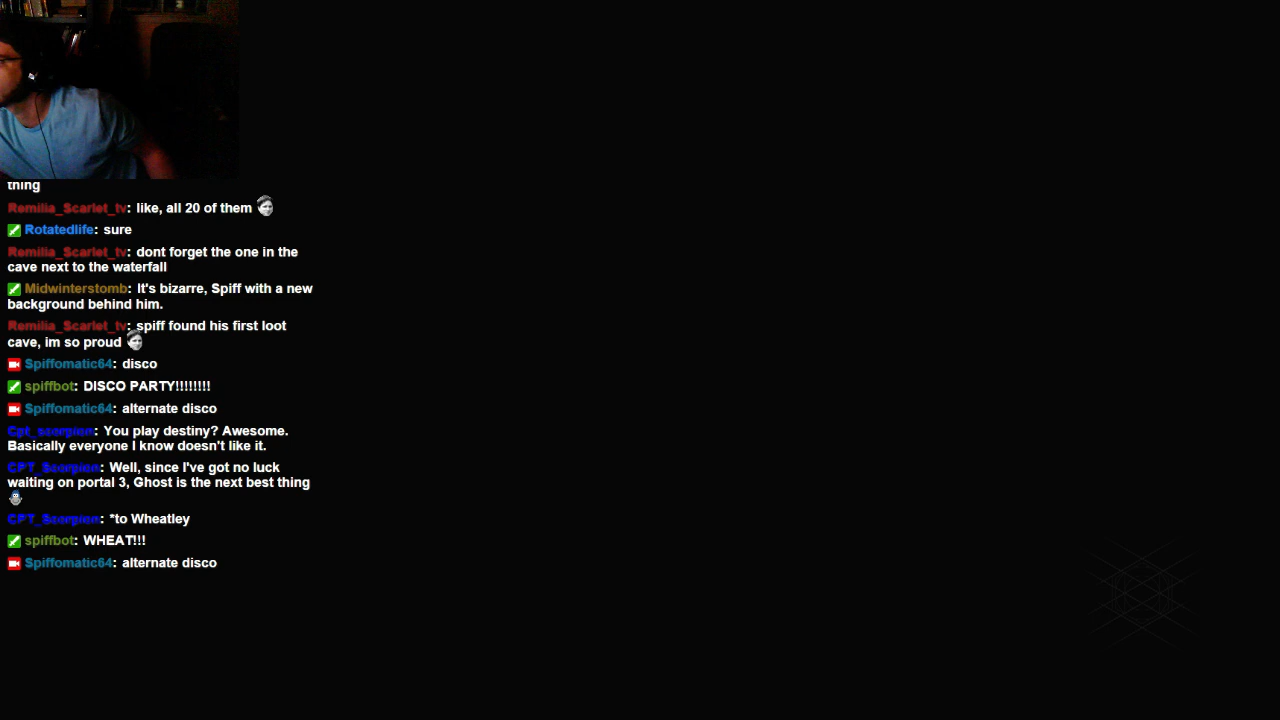 thing
Remilia_Scarlet_tv: like, all 20 of them
Rotatedlife: sure
Remilia_Scarlet_tv: dont forget the one in the
cave next to the waterfall
Midwinterstomb: It's bizarre, Spiff with a new
background behind him.
Remilia_Scarlet_tv: spiff found his first loot
cave, im so proud
Spiffomatic64: disco
spiffbot: DISCO PARTY!!!!!!!!
Spiffomatic64: alternate disco
Cpt_scorpion: You play destiny? Awesome.
Basically everyone I know doesn't like it.
CPT_Scorpion: Well, since I've got no luck
waiting on portal 3, Ghost is the next best thing
CPT_Scorpion: *to Wheatley
spiffbot: WHEAT!!!
Spiffomatic64: alternate disco